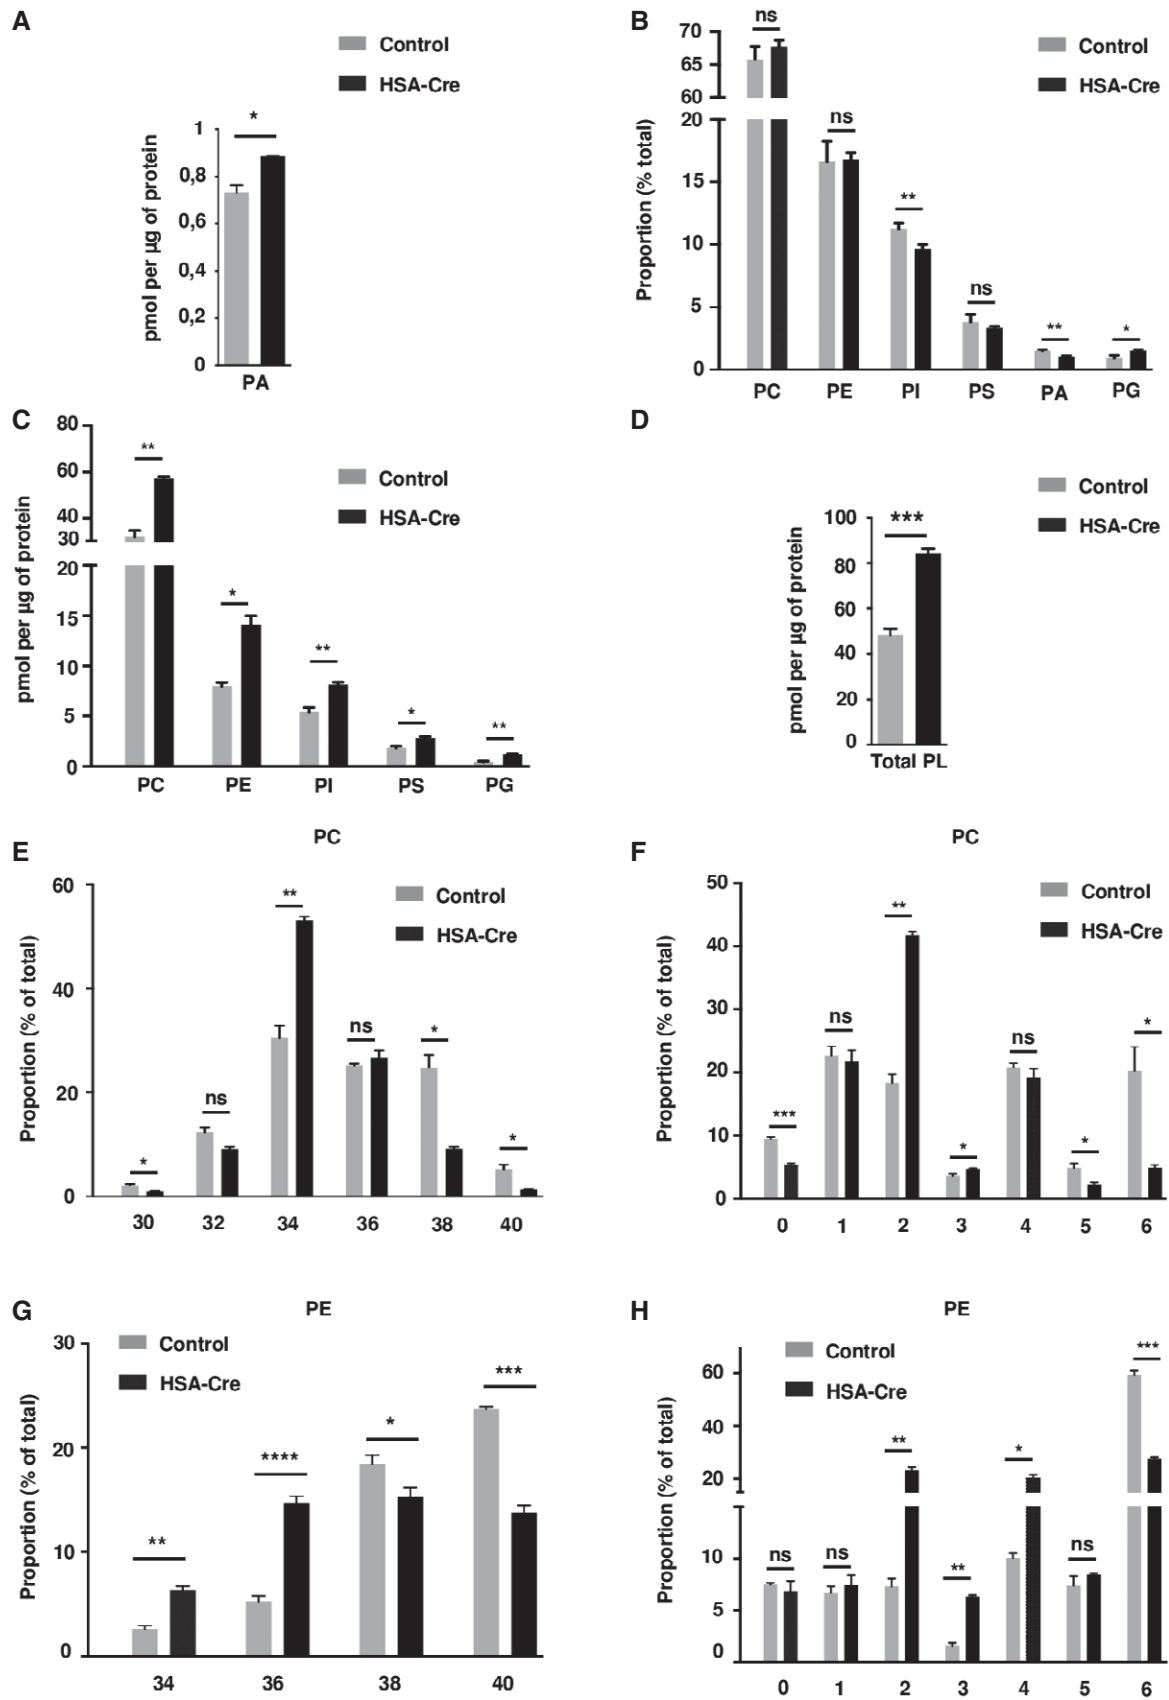 A
Control
HSA-Cre
*
pmol per µg of protein
1
0,8
0,6
0,4
0,2
0
PA
B
ns
Control
HSA-Cre
Proportion (% total)
70
65
60
20
15
10
5
0
ns
**
ns
**
*
PC PE PI PS PA PG
C
Control
HSA-Cre
pmol per µg of protein
80
60
40
30
20
15
10
5
0
**
*
**
*
**
PC PE PI PS PG
D
Control
HSA-Cre
pmol per µg of protein
100
80
60
40
20
0
***
Total PL
E
PC
Control
HSA-Cre
Proportion (% of total)
60
40
20
0
*
ns
**
ns
*
*
30 32 34 36 38 40
F
PC
Control
HSA-Cre
Proportion (% of total)
50
40
30
20
10
0
***
ns
**
*
ns
*
*
0 1 2 3 4 5 6
G
PE
Control
HSA-Cre
Proportion (% of total)
30
20
10
0
**
****
*
***
34 36 38 40
H
PE
Control
HSA-Cre
Proportion (% of total)
60
40
20
10
5
0
ns
ns
**
**
*
ns
***
0 1 2 3 4 5 6